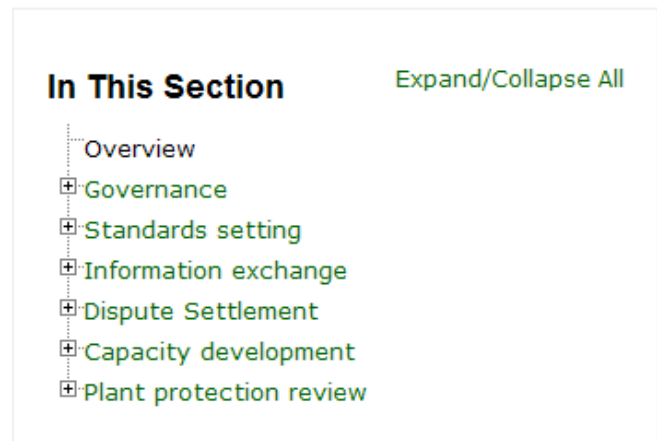 In This Section
Expand/Collapse All
Overview
Governance
Standards setting
Information exchange
Dispute Settlement
Capacity development
Plant protection review